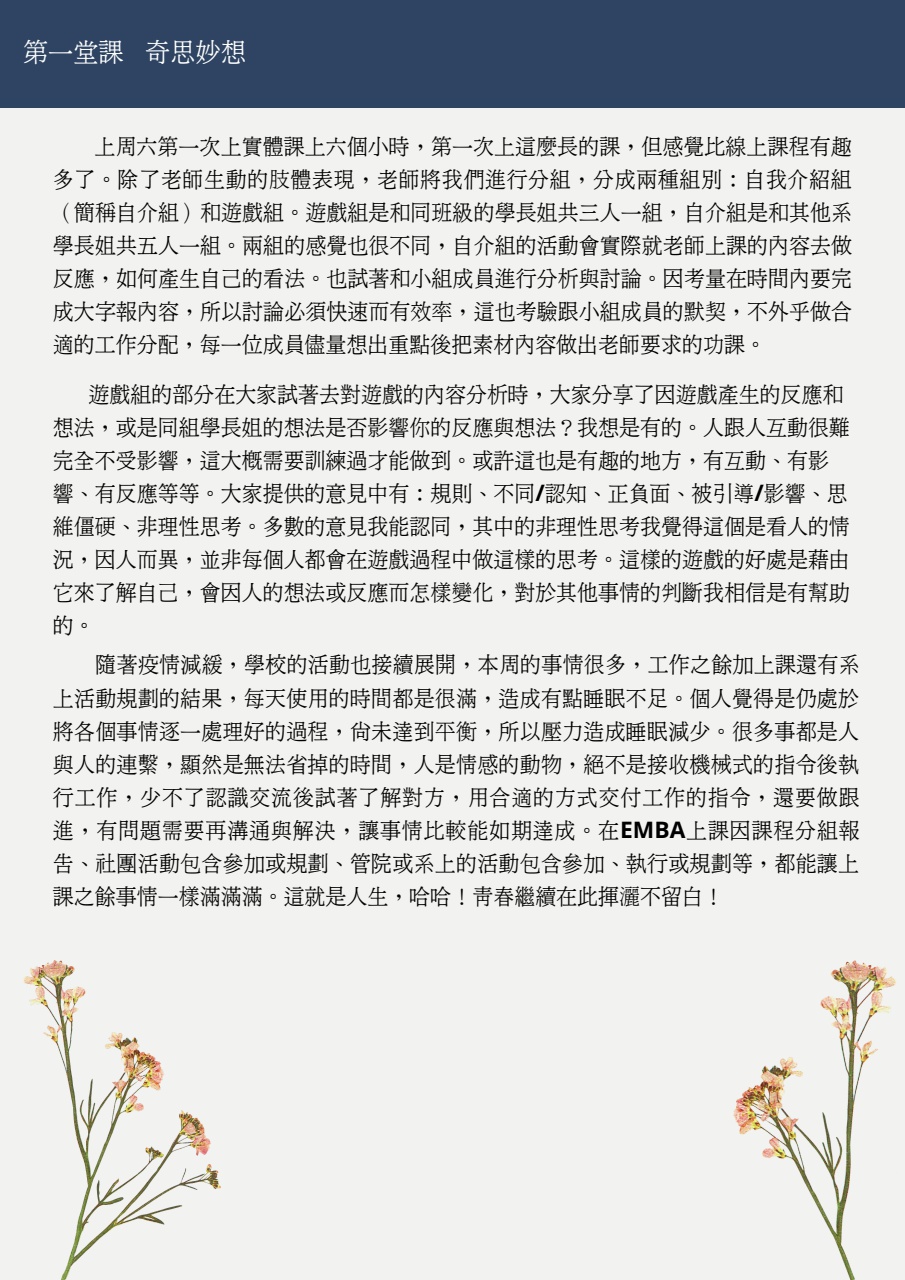 第一堂課 奇思妙想
上周六第一次上實體課上六個小時，第一次上這麼長的課，但感覺比線上課程有趣
多了。除了老師生動的肢體表現，老師將我們進行分組，分成兩種組別：自我介紹組
（簡稱自介組）和遊戲組。遊戲組是和同班級的學長姐共三人一組，自介組是和其他系
學長姐共五人一組。兩組的感覺也很不同，自介組的活動會實際就老師上課的內容去做
反應，如何產生自己的看法。也試著和小組成員進行分析與討論。因考量在時間內要完
成大字報內容，所以討論必須快速而有效率，這也考驗跟小組成員的默契，不外乎做合
適的工作分配，每一位成員儘量想出重點後把素材內容做出老師要求的功課。
遊戲組的部分在大家試著去對遊戲的內容分析時，大家分享了因遊戲產生的反應和
想法，或是同組學長姐的想法是否影響你的反應與想法？我想是有的。人跟人互動很難
完全不受影響，這大概需要訓練過才能做到。或許這也是有趣的地方，有互動、有影
響、有反應等等。大家提供的意見中有：規則、不同/認知、正負面、被引導/影響、思
維僵硬、非理性思考。多數的意見我能認同，其中的非理性思考我覺得這個是看人的情
況，因人而異，並非每個人都會在遊戲過程中做這樣的思考。這樣的遊戲的好處是藉由
它來了解自己，會因人的想法或反應而怎樣變化，對於其他事情的判斷我相信是有幫助
的。
隨著疫情減緩，學校的活動也接續展開，本周的事情很多，工作之餘加上課還有系
上活動規劃的結果，每天使用的時間都是很滿，造成有點睡眠不足。個人覺得是仍處於
將各個事情逐一處理好的過程，尚未達到平衡，所以壓力造成睡眠減少。很多事都是人
與人的連繫，顯然是無法省掉的時間，人是情感的動物，絕不是接收機械式的指令後執
行工作，少不了認識交流後試著了解對方，用合適的方式交付工作的指令，還要做跟
進，有問題需要再溝通與解決，讓事情比較能如期達成。在EMBA上課因課程分組報
告、社團活動包含參加或規劃、管院或系上的活動包含參加、執行或規劃等，都能讓上
課之餘事情一樣滿滿滿。這就是人生，哈哈！青春繼續在此揮灑不留白！